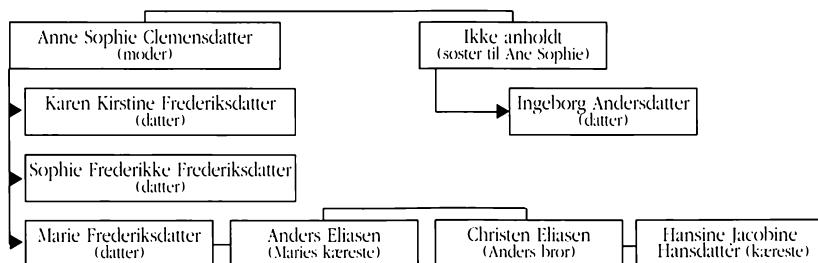 Anne Sophie Clemensdatter
(moder)
Ikke anholdt
(søster til Ane Sophie)
Karen Kirstine Frederiksdatter
(datter)
Ingeborg Andersdatter
(datter)
Sophie Frederikke Frederiksdatter
(datter)
Marie Frederiksdatter
(datter)
Anders Eliasen
(Maries kæreste)
Christen Eliasen
(Anders bror)
Hansine Jacobine
Hansdatter (kæreste)